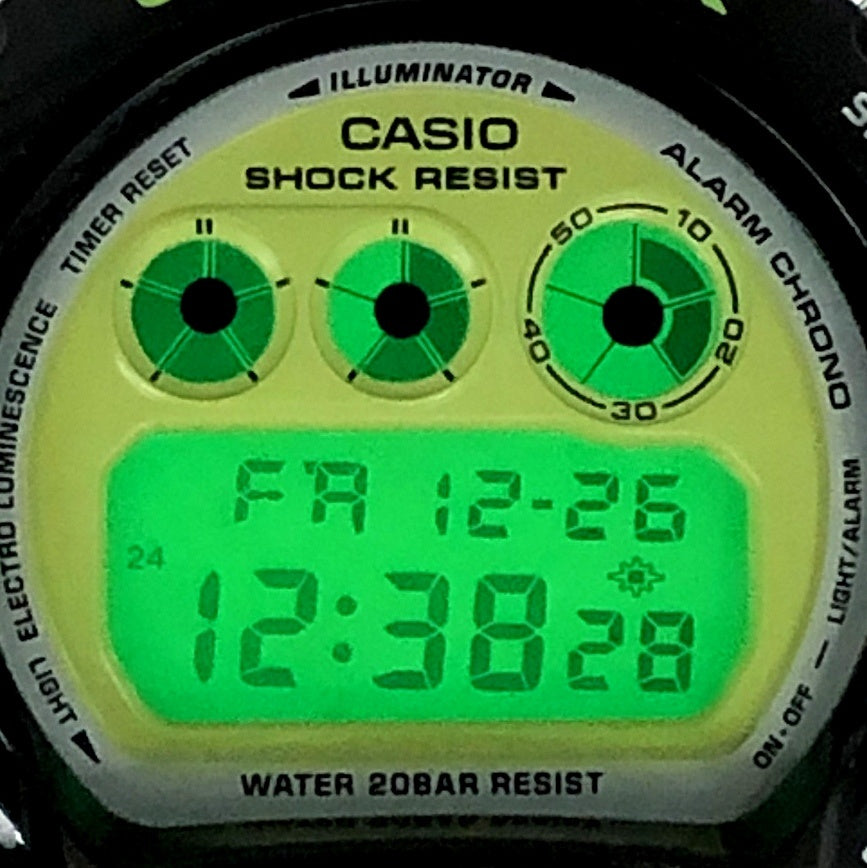 ILLUMINATOR
CASIO
SHOCK RESIST
TIMER RESET
ALARM CHRONO
50 10
40 20
30
FR 12-26
24
12:38 28
LIGHT ELECTRO LUMINESCENCE
LIGHT/ALARM
ON·OFF
WATER 20BAR RESIST